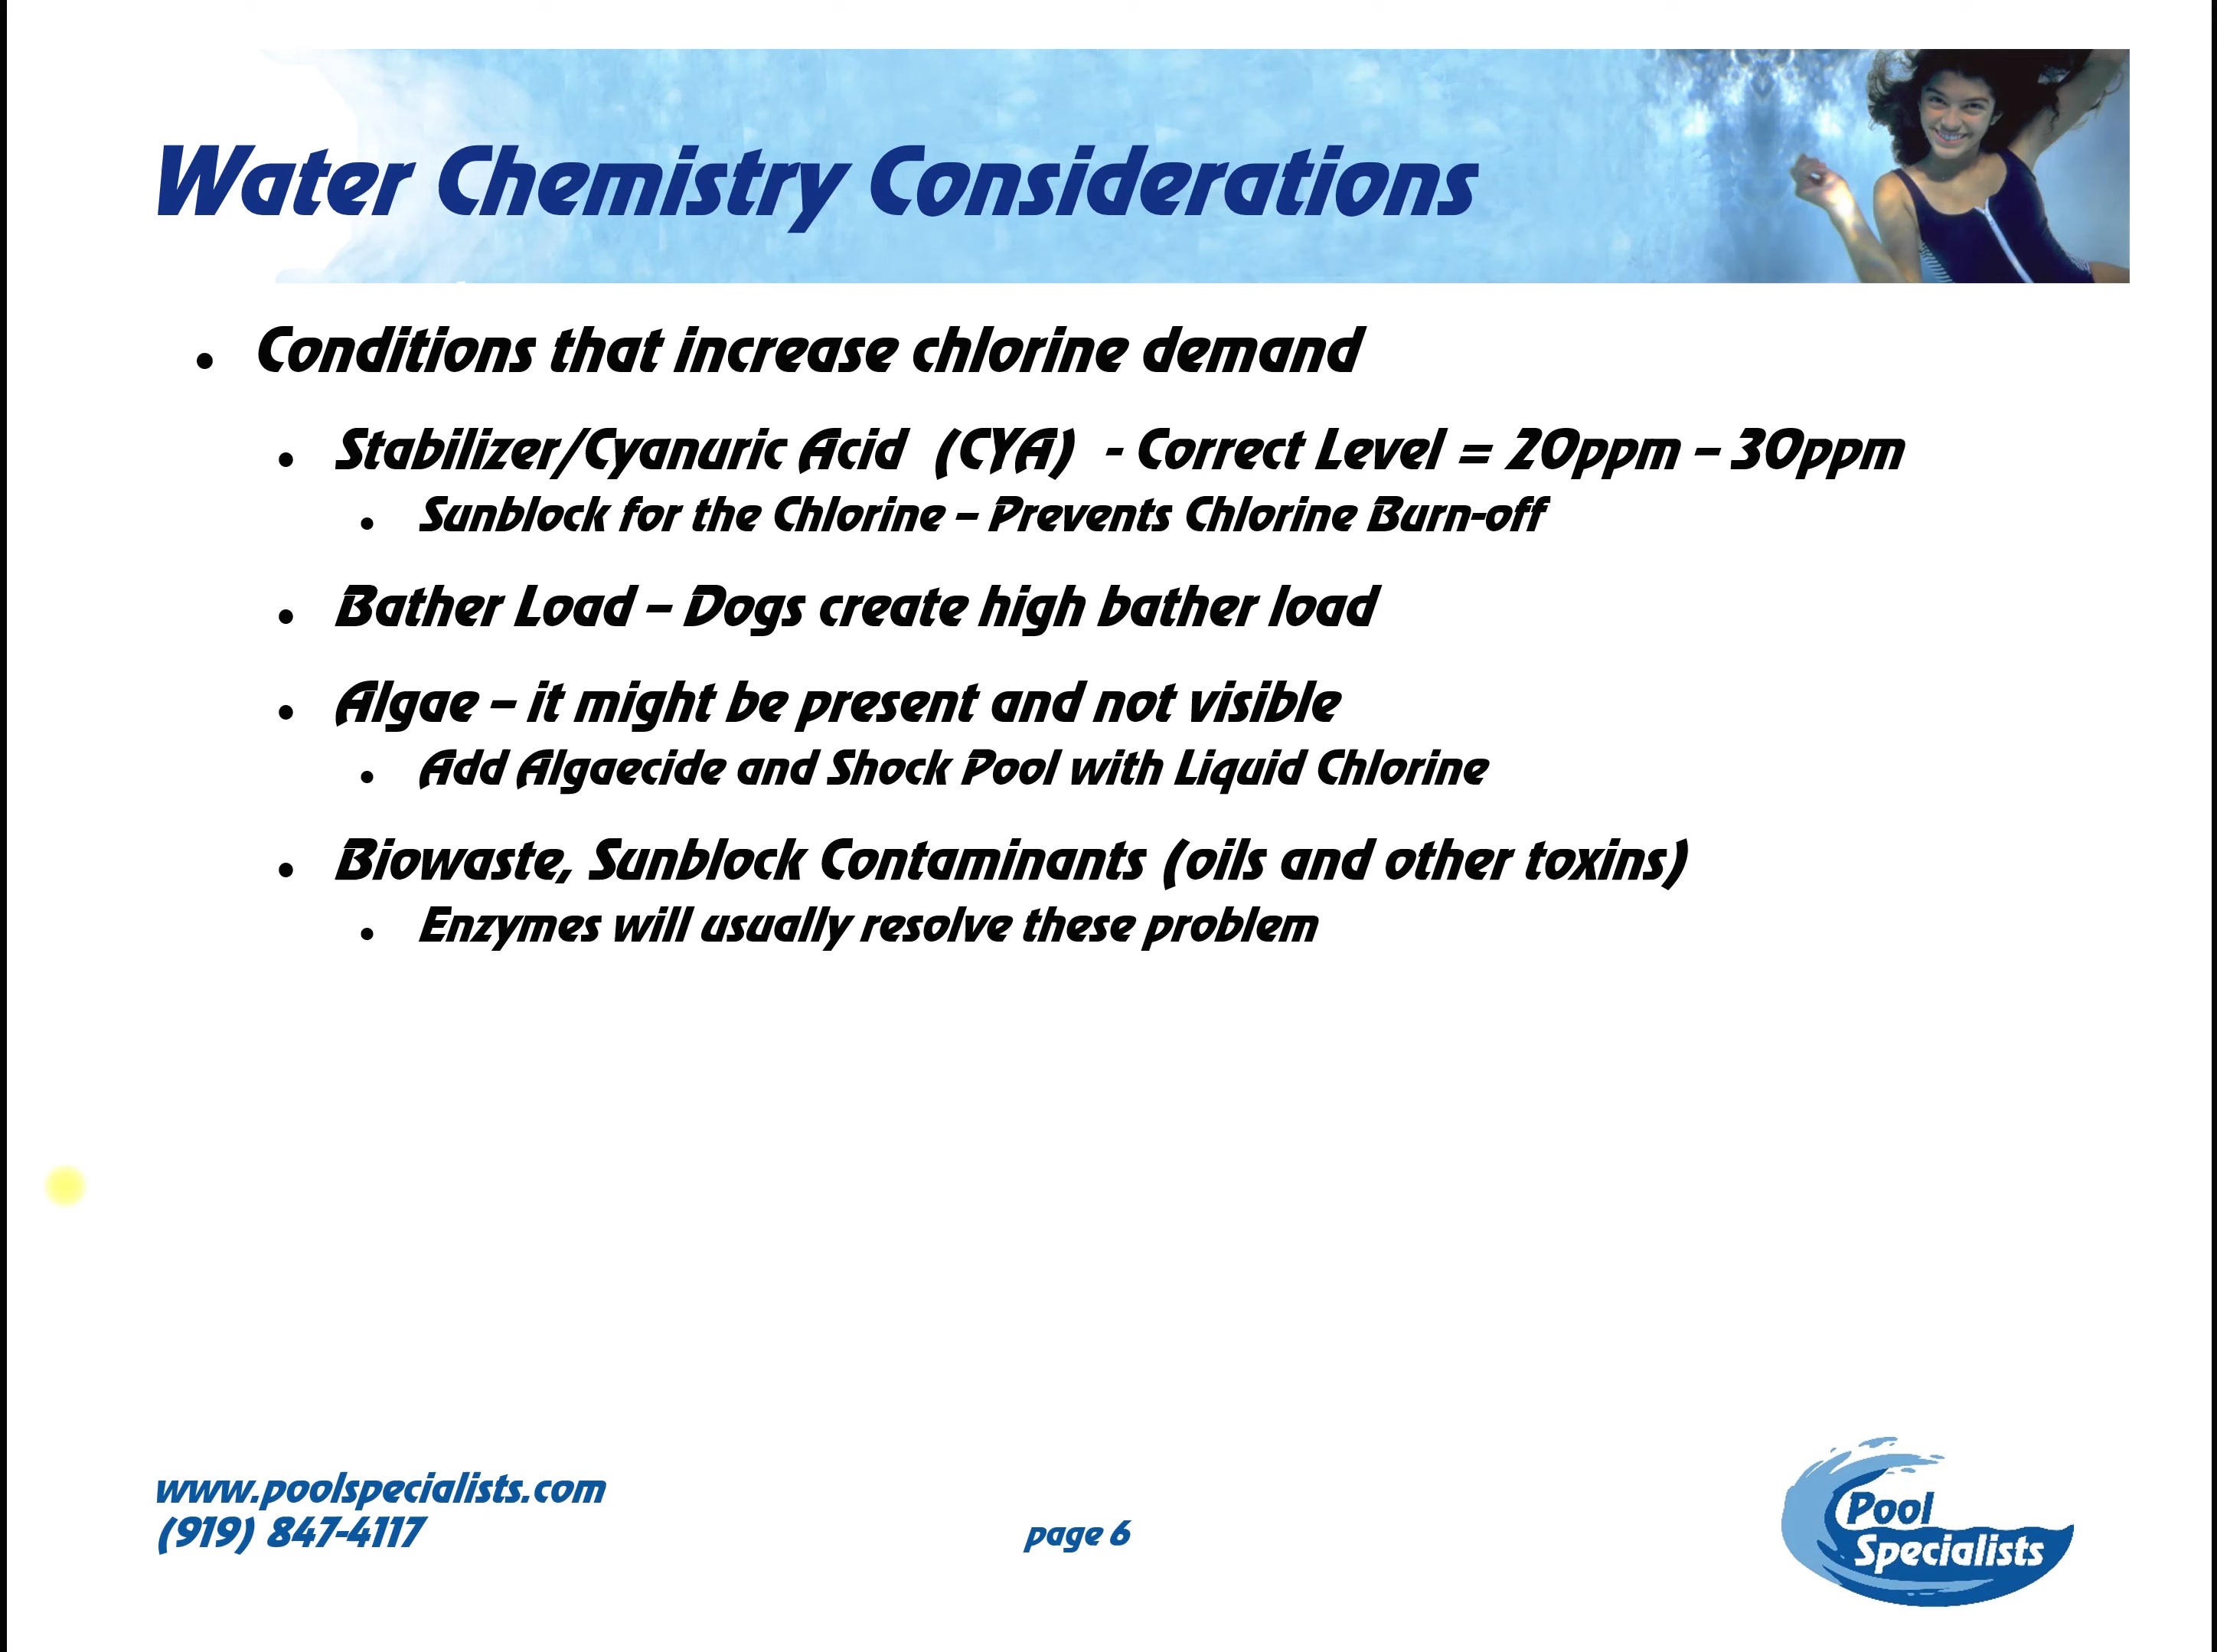 Water Chemistry Considerations
• Conditions that increase chlorine demand
• Stabilizer/Cyanuric Acid (CYA) - Correct Level = 20ppm – 30ppm
• Sunblock for the Chlorine – Prevents Chlorine Burn-off
• Bather Load – Dogs create high bather load
• Algae – it might be present and not visible
• Add Algaecide and Shock Pool with Liquid Chlorine
• Biowaste, Sunblock Contaminants (oils and other toxins)
• Enzymes will usually resolve these problem
www.poolspecialists.com
(919) 847-4117
page 6
Pool
Specialists